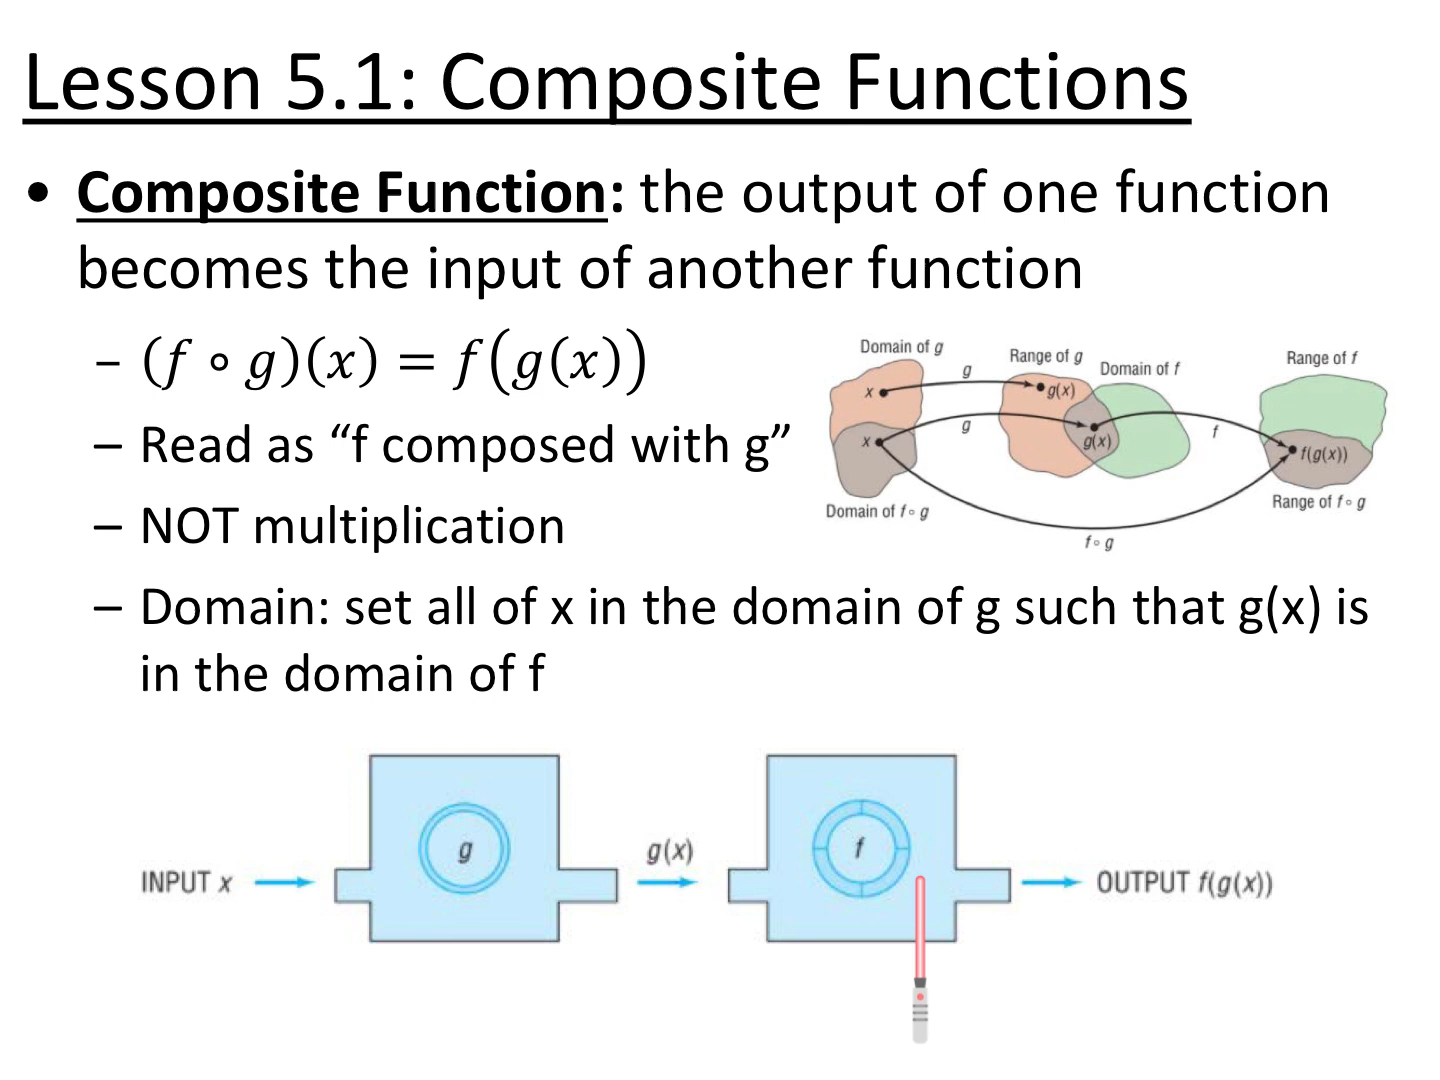 Lesson 5.1: Composite Functions
• Composite Function: the output of one function
becomes the input of another function
– (f ∘ g)(x) = f(g(x))
– Read as “f composed with g”
– NOT multiplication
– Domain: set all of x in the domain of g such that g(x) is
in the domain of f
Domain of g
Range of g
Domain of f
Range of f
g
x
g(x)
g
x
g(x)
f
f(g(x))
Domain of f∘g
Range of f∘g
f∘g
INPUT x
g
g(x)
f
OUTPUT f(g(x))